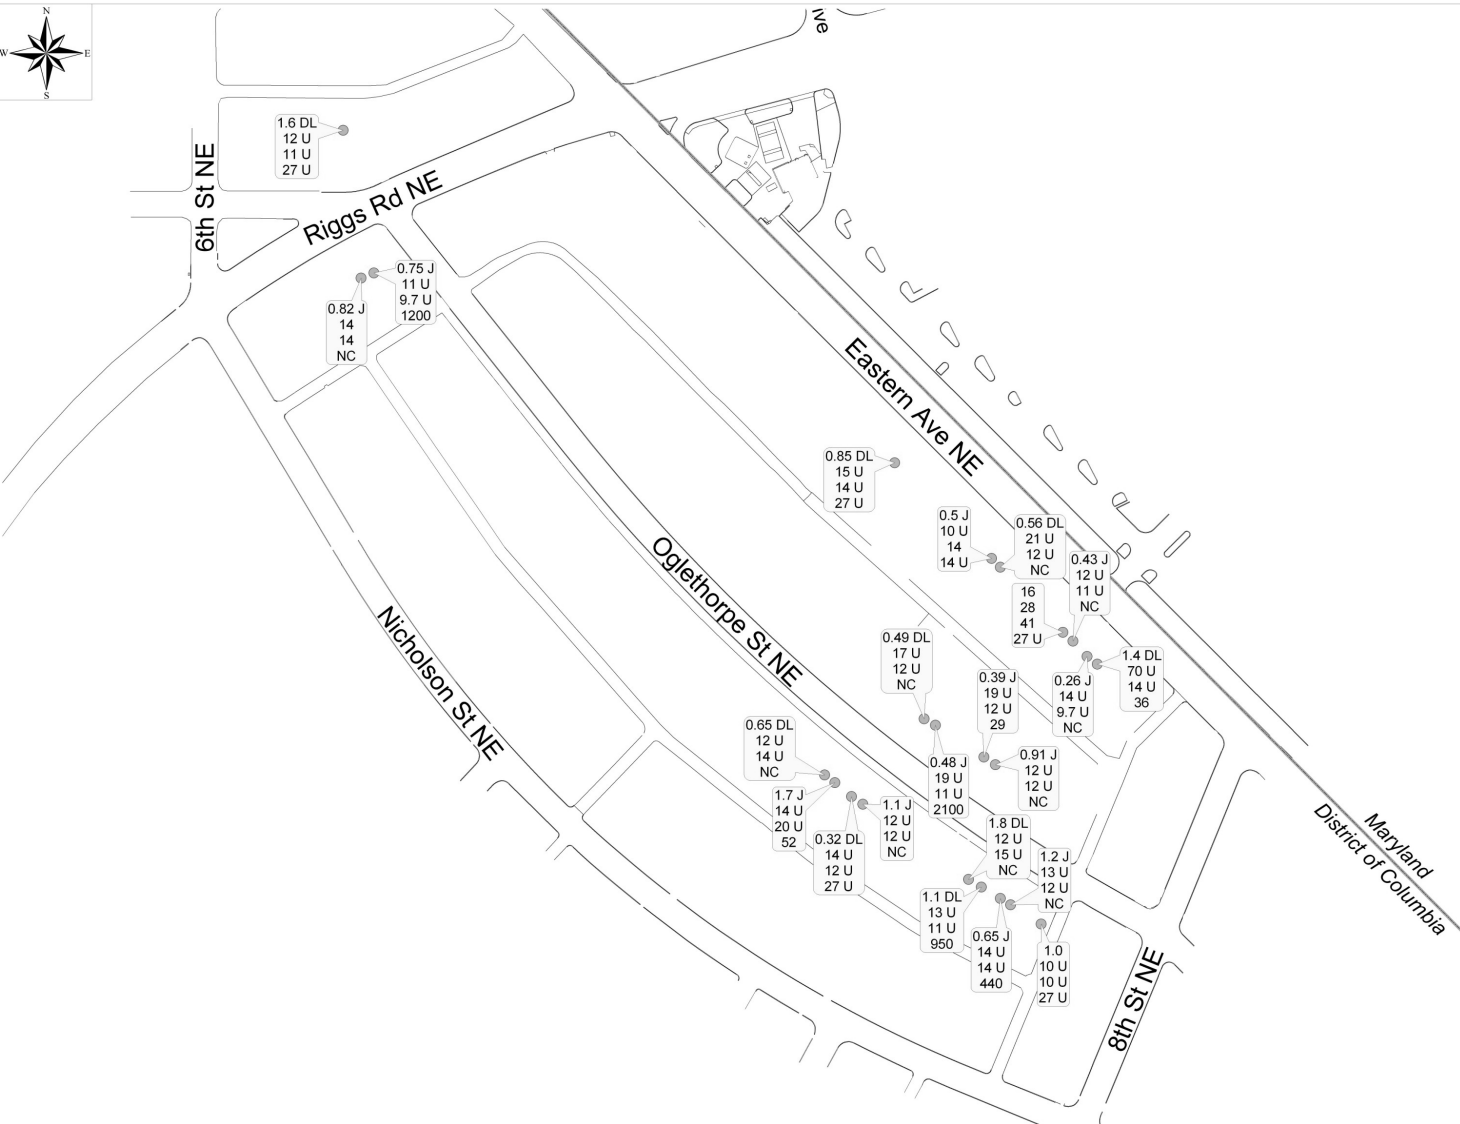 N
W
E
S
ive
1.6 DL
12 U
11 U
27 U
6th St NE
Riggs Rd NE
0.75 J
11 U
9.7 U
1200
0.82 J
14
14
NC
Eastern Ave NE
0.85 DL
15 U
14 U
27 U
0.5 J
10 U
14
14 U
0.56 DL
21 U
12 U
NC
0.43 J
12 U
11 U
NC
16
28
41
27 U
Oglethorpe St NE
Nicholson St NE
0.49 DL
17 U
12 U
NC
1.4 DL
70 U
14 U
36
0.39 J
19 U
12 U
29
0.26 J
14 U
9.7 U
NC
0.65 DL
12 U
14 U
NC
0.91 J
12 U
12 U
NC
0.48 J
19 U
11 U
2100
1.7 J
14 U
20 U
52
1.1 J
12 U
12 U
NC
0.32 DL
14 U
12 U
27 U
1.8 DL
12 U
15 U
NC
1.2 J
13 U
12 U
NC
1.1 DL
13 U
11 U
950
0.65 J
14 U
14 U
440
1.0
10 U
10 U
27 U
8th St NE
Maryland
District of Columbia